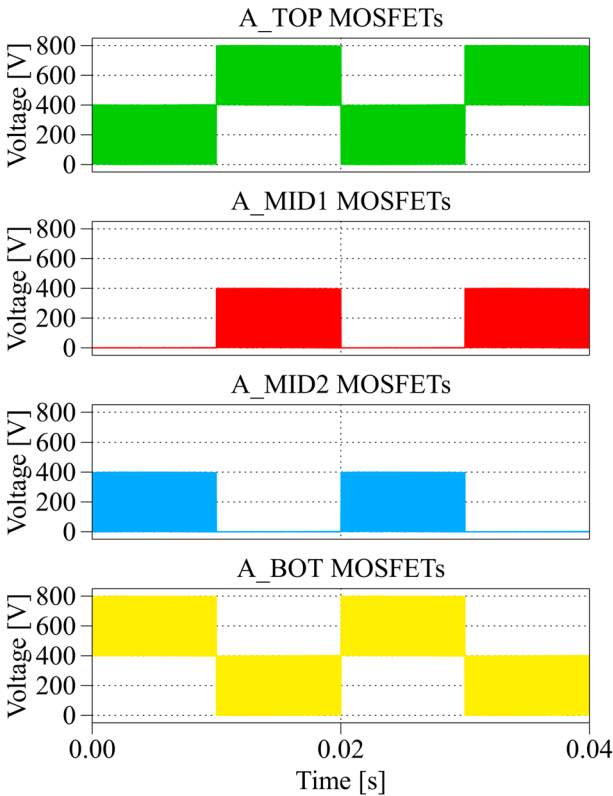 A_TOP MOSFETs
Voltage [V]
800
600
400
200
0
A_MID1 MOSFETs
Voltage [V]
800
600
400
200
0
A_MID2 MOSFETs
Voltage [V]
800
600
400
200
0
A_BOT MOSFETs
Voltage [V]
800
600
400
200
0
0.00 0.02 0.04
Time [s]